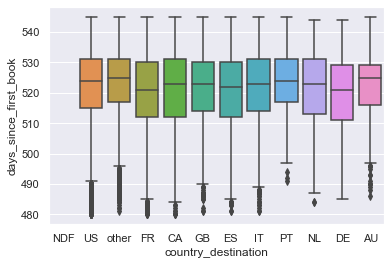 days_since_first_book
540
530
520
510
500
490
480
NDF US other FR CA GB ES IT PT NL DE AU
country_destination